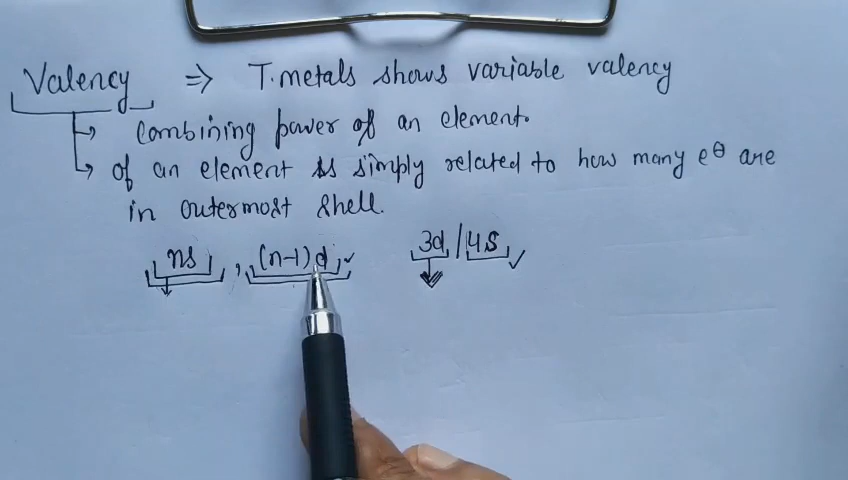 Valency ⇒ T.metals shows variable valency
↳ Combining power of an element.
↳ of an element is simply related to how many e⊖ are
in outermost shell.
ns , (n-1)d ✓ 3d / 4s ✓